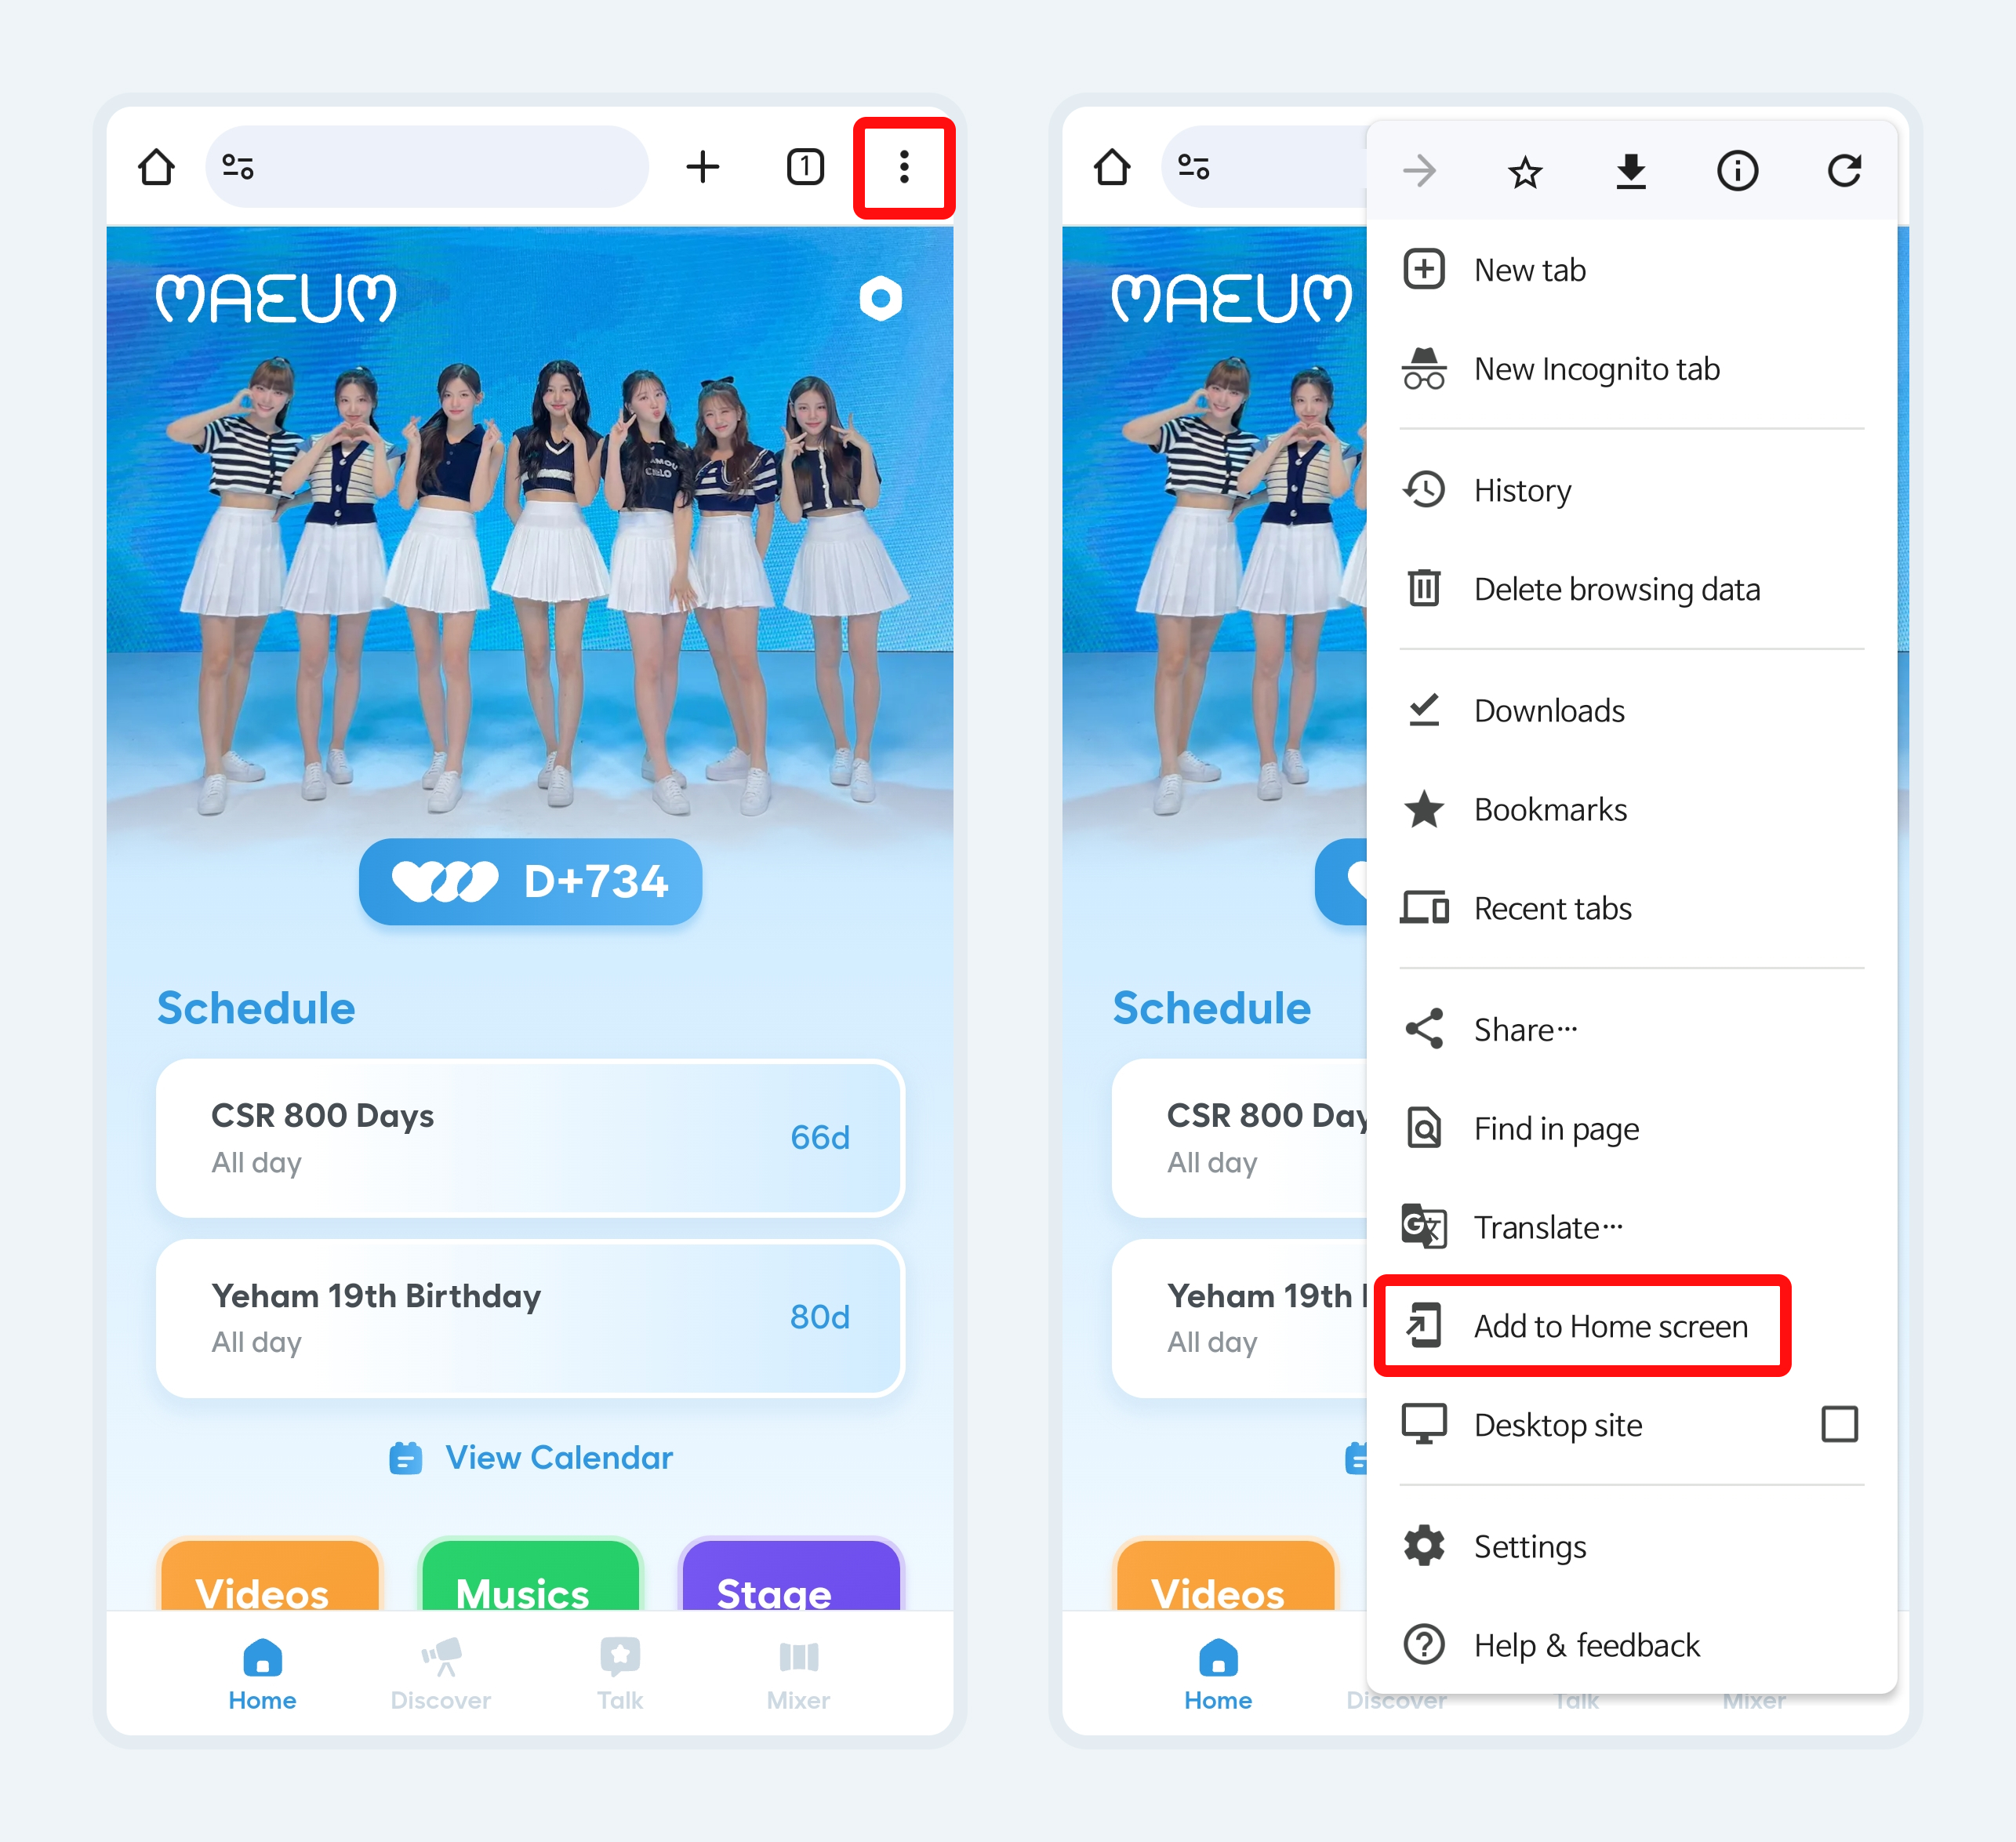 1
MAEUM
AMOU
CIELO
D+734
Schedule
CSR 800 Days
All day
66d
Yeham 19th Birthday
All day
80d
View Calendar
Videos
Musics
Stage
Home
Discover
Talk
Mixer
MAEUM
Schedule
CSR 800 Day
All day
Yeham 19th
All day
Videos
Home
Discover
Talk
Mixer
New tab
New Incognito tab
History
Delete browsing data
Downloads
Bookmarks
Recent tabs
Share…
Find in page
Translate…
Add to Home screen
Desktop site
Settings
Help & feedback